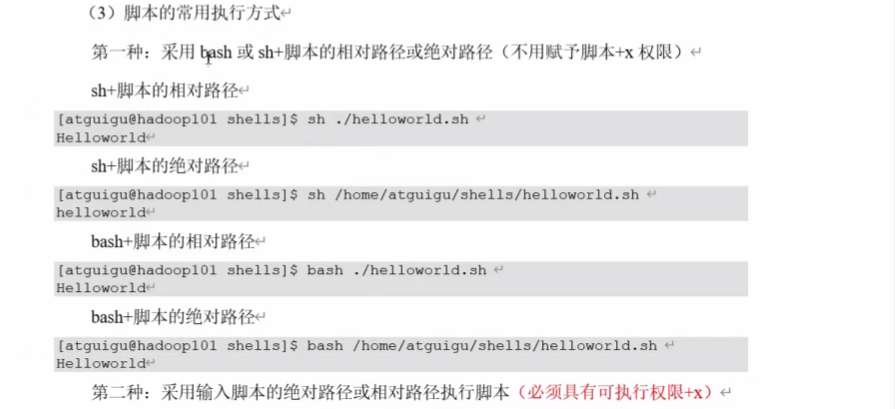 （3）脚本的常用执行方式↵
第一种：采用 bash 或 sh+脚本的相对路径或绝对路径（不用赋予脚本+x 权限）↵
sh+脚本的相对路径↵
[atguigu@hadoop101 shells]$ sh ./helloworld.sh ↵
Helloworld↵
sh+脚本的绝对路径↵
[atguigu@hadoop101 shells]$ sh /home/atguigu/shells/helloworld.sh ↵
helloworld↵
bash+脚本的相对路径↵
[atguigu@hadoop101 shells]$ bash ./helloworld.sh ↵
Helloworld↵
bash+脚本的绝对路径↵
[atguigu@hadoop101 shells]$ bash /home/atguigu/shells/helloworld.sh ↵
Helloworld↵
第二种：采用输入脚本的绝对路径或相对路径执行脚本（必须具有可执行权限+x）↵